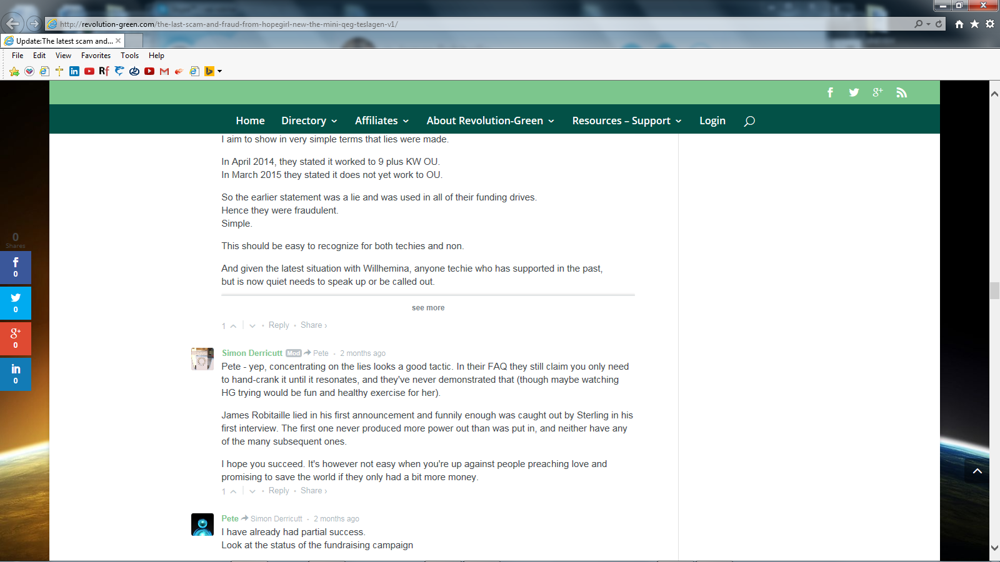 http://revolution-green.com/the-last-scam-and-fraud-from-hopegirl-new-the-mini-qeg-teslagen-v1/
Update:The latest scam and...
File Edit View Favorites Tools Help
Home Directory Affiliates About Revolution-Green Resources – Support Login
I aim to show in very simple terms that lies were made.
In April 2014, they stated it worked to 9 plus KW OU.
In March 2015 they stated it does not yet work to OU.
So the earlier statement was a lie and was used in all of their funding drives.
Hence they were fraudulent.
Simple.
This should be easy to recognize for both techies and non.
And given the latest situation with Willhemina, anyone techie who has supported in the past,
but is now quiet needs to speak up or be called out.
see more
1 • Reply • Share ›
Simon Derricutt Mod Pete • 2 months ago
Pete - yep, concentrating on the lies looks a good tactic. In their FAQ they still claim you only need
to hand-crank it until it resonates, and they've never demonstrated that (though maybe watching
HG trying would be fun and healthy exercise for her).
James Robitaille lied in his first announcement and funnily enough was caught out by Sterling in his
first interview. The first one never produced more power out than was put in, and neither have any
of the many subsequent ones.
I hope you succeed. It's however not easy when you're up against people preaching love and
promising to save the world if they only had a bit more money.
1 • Reply • Share ›
Pete Simon Derricutt • 2 months ago
I have already had partial success.
Look at the status of the fundraising campaign
0
Shares
0
0
0
0